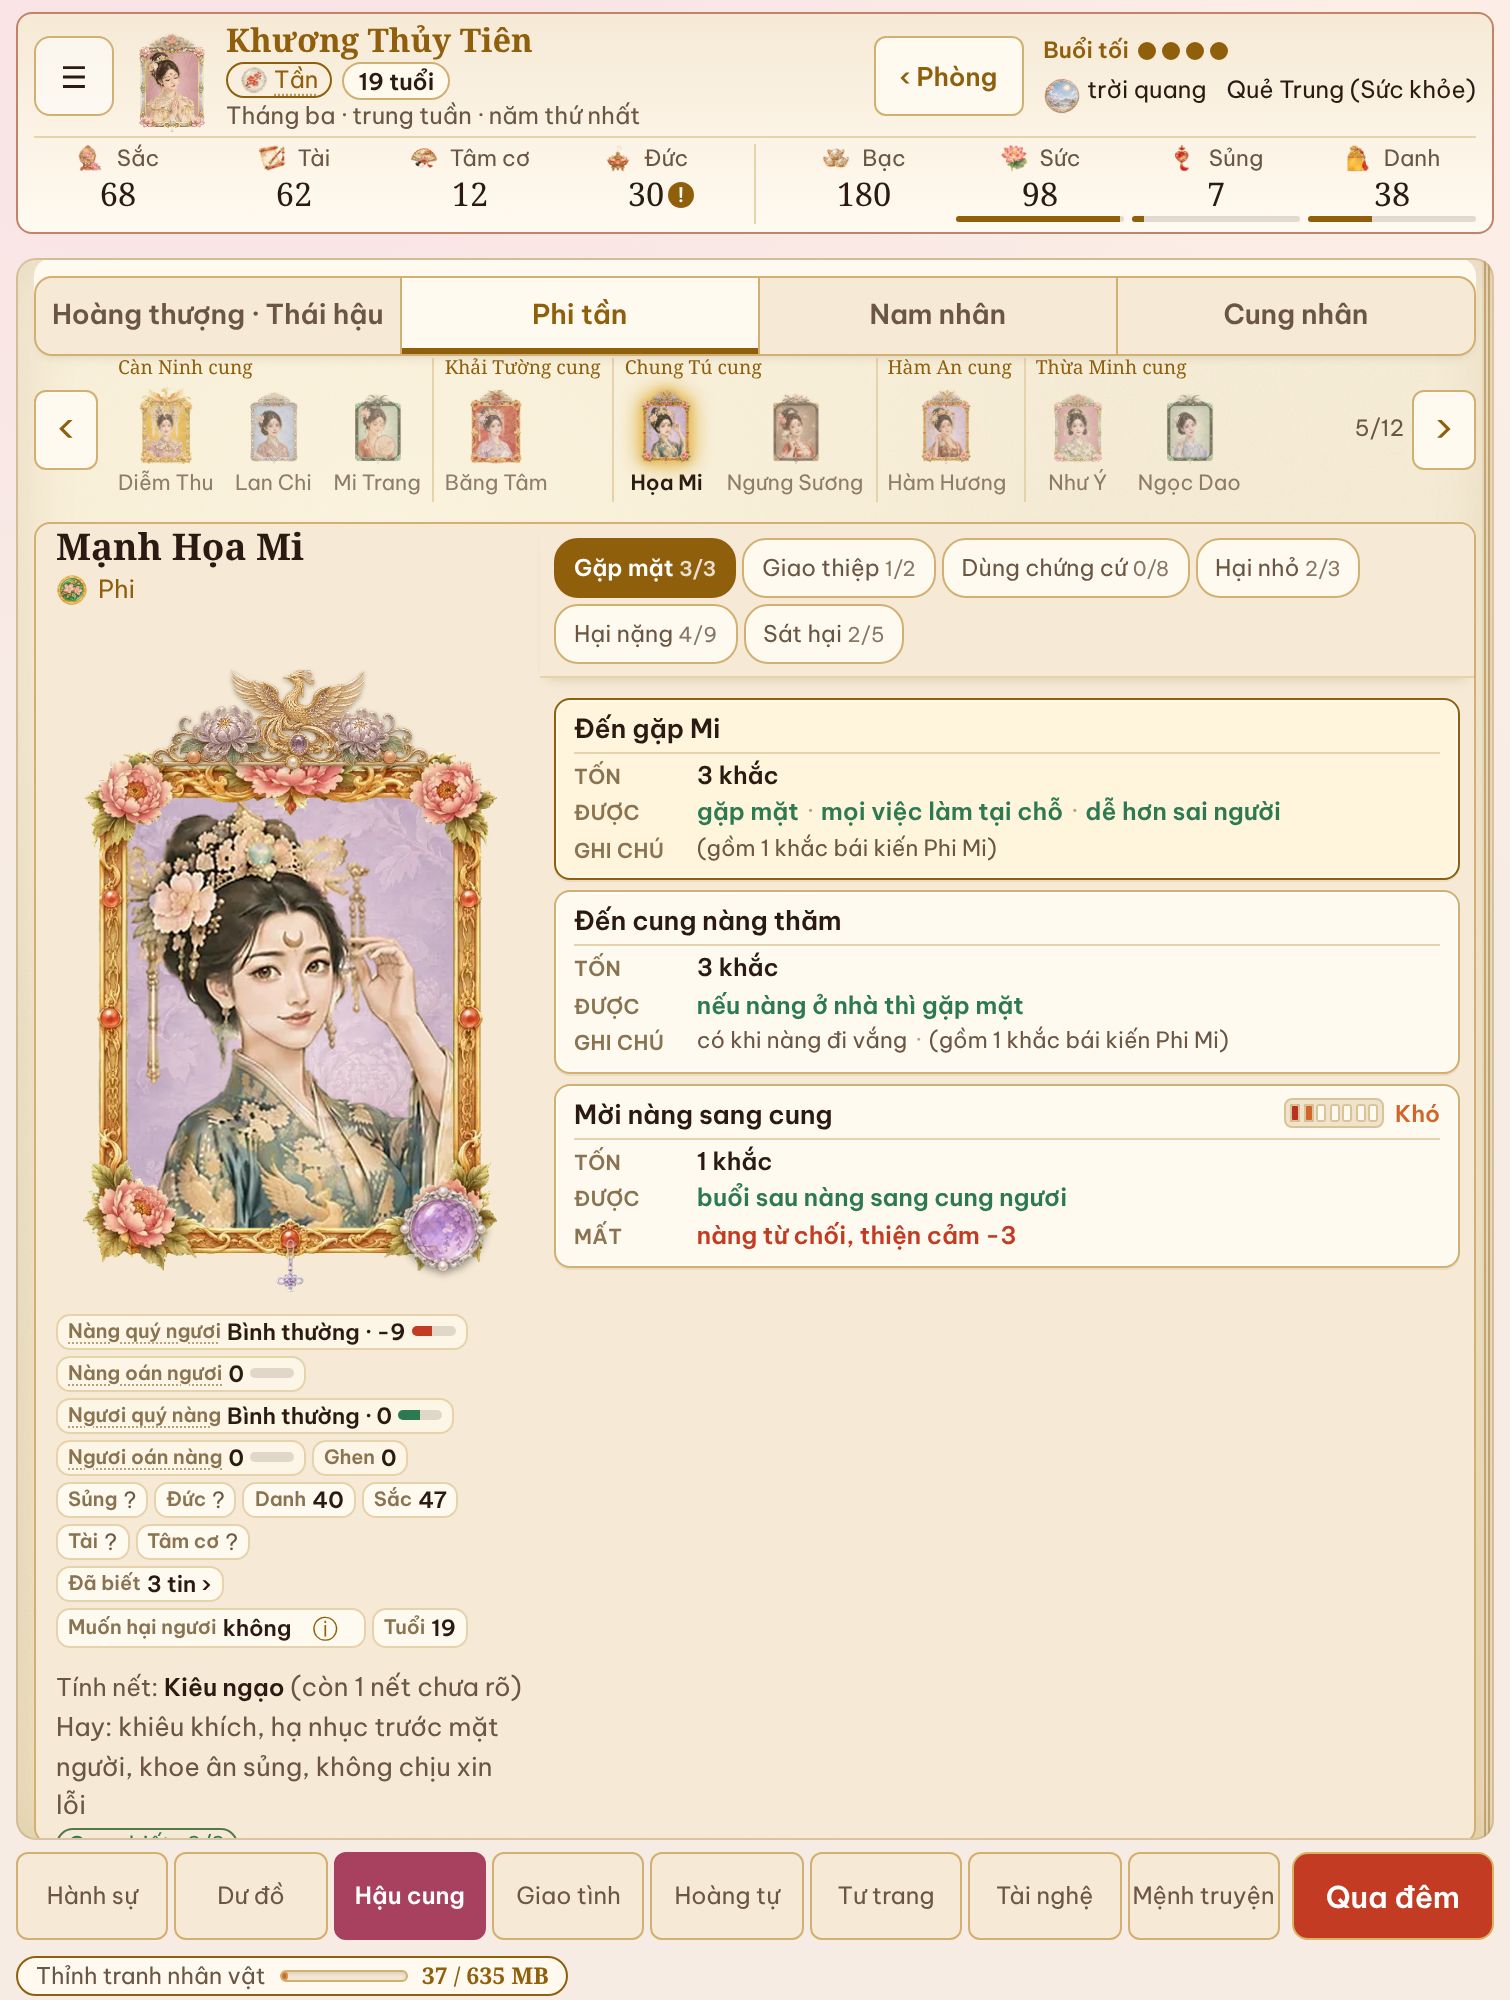 ☰
Khương Thủy Tiên
Tần
19 tuổi
Tháng ba · trung tuần · năm thứ nhất
‹ Phòng
Buổi tối
trời quang
Quẻ Trung (Sức khỏe)
Sắc
68
Tài
62
Tâm cơ
12
Đức
30
!
Bạc
180
Sức
98
Sủng
7
Danh
38
Hoàng thượng · Thái hậu
Phi tần
Nam nhân
Cung nhân
Càn Ninh cung
Khải Tường cung
Chung Tú cung
Hàm An cung
Thừa Minh cung
‹
Diễm Thu
Lan Chi
Mi Trang
Băng Tâm
Họa Mi
Ngưng Sương
Hàm Hương
Như Ý
Ngọc Dao
5/12
›
Mạnh Họa Mi
Phi
Gặp mặt 3/3
Giao thiệp 1/2
Dùng chứng cứ 0/8
Hại nhỏ 2/3
Hại nặng 4/9
Sát hại 2/5
Đến gặp Mi
TỐN 3 khắc
ĐƯỢC gặp mặt · mọi việc làm tại chỗ · dễ hơn sai người
GHI CHÚ (gồm 1 khắc bái kiến Phi Mi)
Đến cung nàng thăm
TỐN 3 khắc
ĐƯỢC nếu nàng ở nhà thì gặp mặt
GHI CHÚ có khi nàng đi vắng · (gồm 1 khắc bái kiến Phi Mi)
Mời nàng sang cung
Khó
TỐN 1 khắc
ĐƯỢC buổi sau nàng sang cung ngươi
MẤT nàng từ chối, thiện cảm -3
Nàng quý ngươi Bình thường · -9
Nàng oán ngươi 0
Ngươi quý nàng Bình thường · 0
Ngươi oán nàng 0
Ghen 0
Sủng ?
Đức ?
Danh 40
Sắc 47
Tài ?
Tâm cơ ?
Đã biết 3 tin ›
Muốn hại ngươi không ⓘ
Tuổi 19
Tính nết: Kiêu ngạo (còn 1 nết chưa rõ)
Hay: khiêu khích, hạ nhục trước mặt
người, khoe ân sủng, không chịu xin
lỗi
Hành sự
Dư đồ
Hậu cung
Giao tình
Hoàng tự
Tư trang
Tài nghệ
Mệnh truyện
Qua đêm
Thỉnh tranh nhân vật
37 / 635 MB